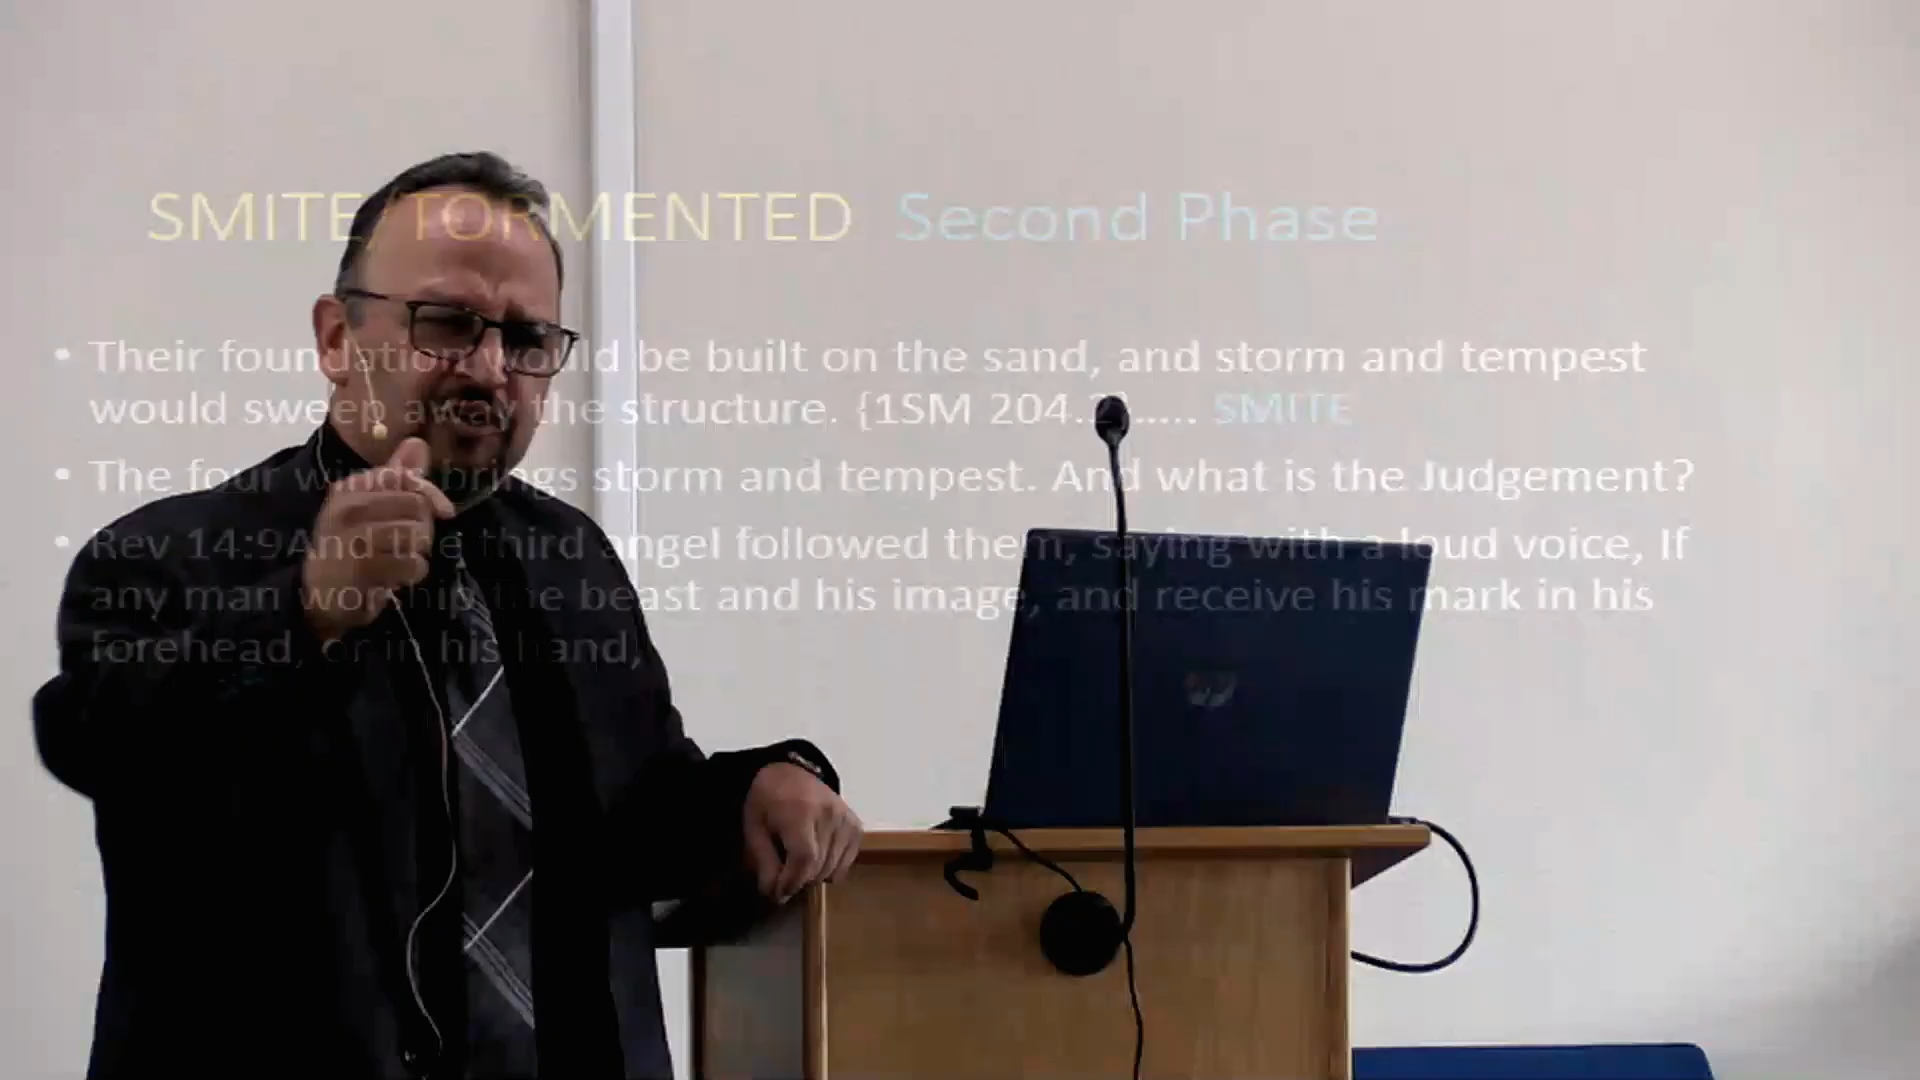 SMITE/TORMENTED Second Phase
• Their foundation would be built on the sand, and storm and tempest
would sweep away the structure. {1SM 204.2}..... SMITE
• The four winds brings storm and tempest. And what is the Judgement?
• Rev 14:9And the third angel followed them, saying with a loud voice, If
any man worship the beast and his image, and receive his mark in his
forehead, or in his hand,
hp